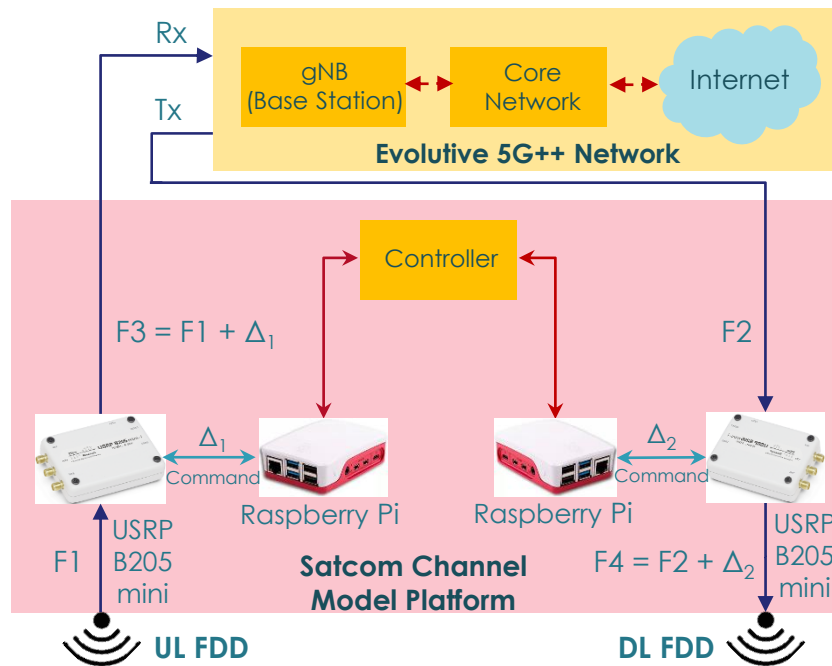 Rx
gNB
(Base Station)
Core
Network
Internet
Tx
Evolutive 5G++ Network
Controller
F3 = F1 + Δ₁
F2
USRP B205
Δ₁
Command
Δ₂
Command
Raspberry Pi
Raspberry Pi
USRP
B205
mini
F1
Satcom Channel
Model Platform
F4 = F2 + Δ₂
USRP
B205
mini
UL FDD
DL FDD